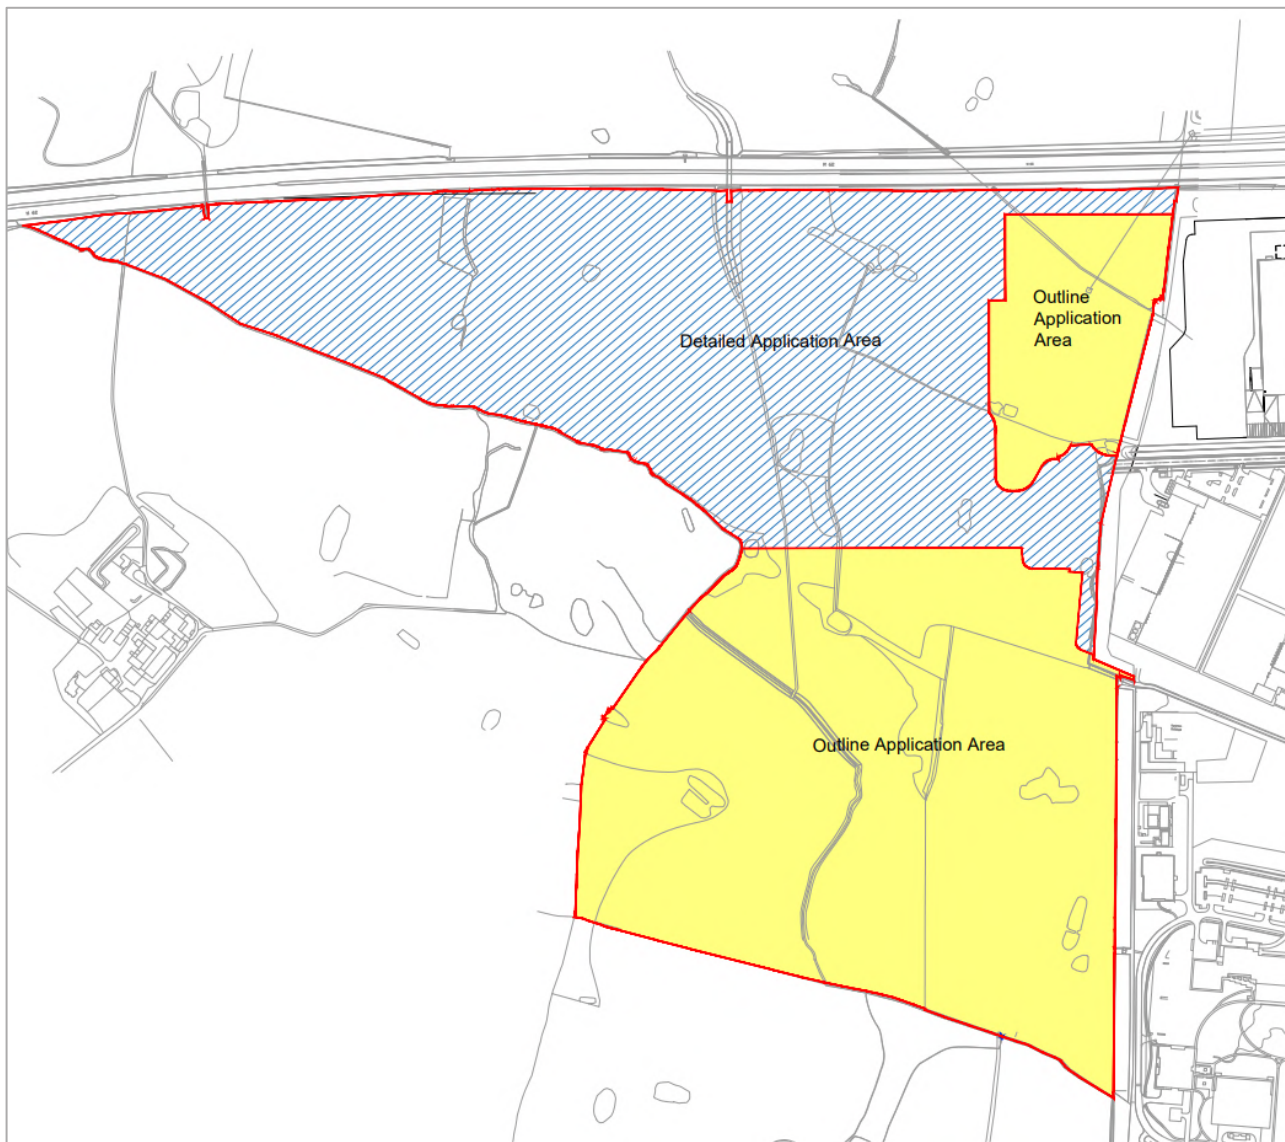 Outline
Application
Area
Detailed Application Area
Outline Application Area